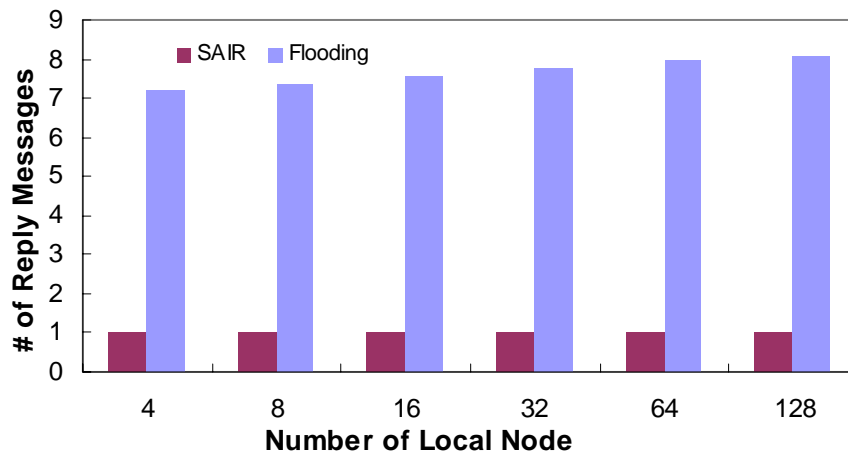 # of Reply Messages
9
8
7
6
5
4
3
2
1
0
SAIR Flooding
4 8 16 32 64 128
Number of Local Node